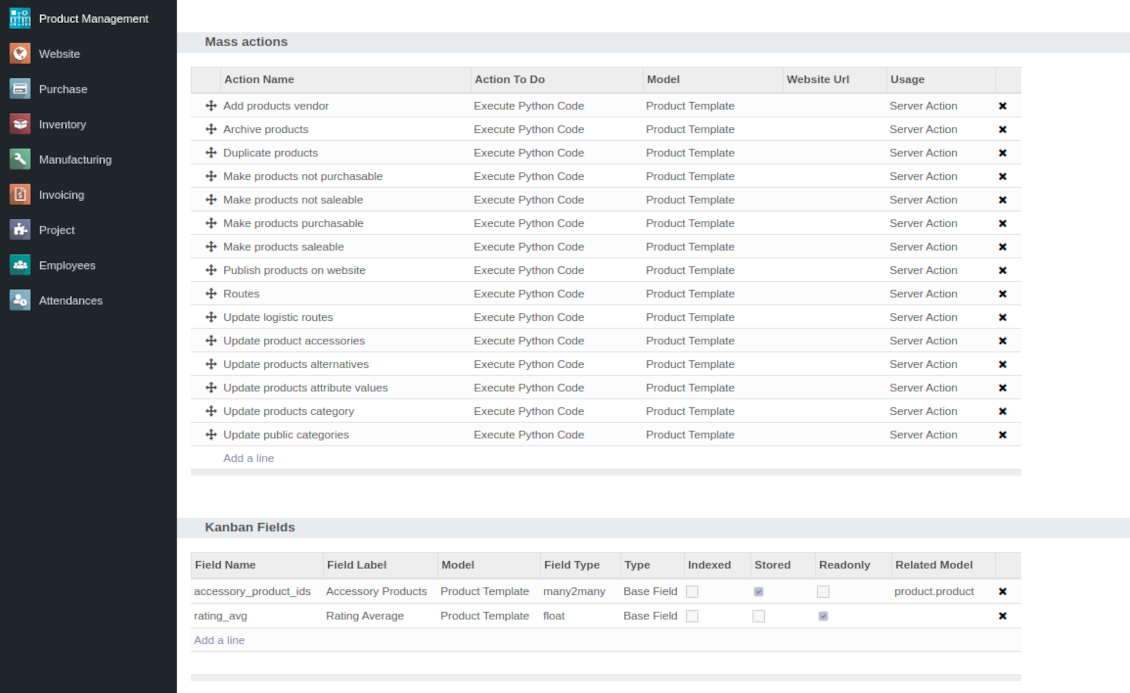 Product Management
Website
Purchase
Inventory
Manufacturing
Invoicing
Project
Employees
Attendances
Mass actions
Action Name Action To Do Model Website Url Usage
Add products vendor Execute Python Code Product Template Server Action
Archive products Execute Python Code Product Template Server Action
Duplicate products Execute Python Code Product Template Server Action
Make products not purchasable Execute Python Code Product Template Server Action
Make products not saleable Execute Python Code Product Template Server Action
Make products purchasable Execute Python Code Product Template Server Action
Make products saleable Execute Python Code Product Template Server Action
Publish products on website Execute Python Code Product Template Server Action
Routes Execute Python Code Product Template Server Action
Update logistic routes Execute Python Code Product Template Server Action
Update product accessories Execute Python Code Product Template Server Action
Update products alternatives Execute Python Code Product Template Server Action
Update products attribute values Execute Python Code Product Template Server Action
Update products category Execute Python Code Product Template Server Action
Update public categories Execute Python Code Product Template Server Action
Add a line
Kanban Fields
Field Name Field Label Model Field Type Type Indexed Stored Readonly Related Model
accessory_product_ids Accessory Products Product Template many2many Base Field product.product
rating_avg Rating Average Product Template float Base Field
Add a line